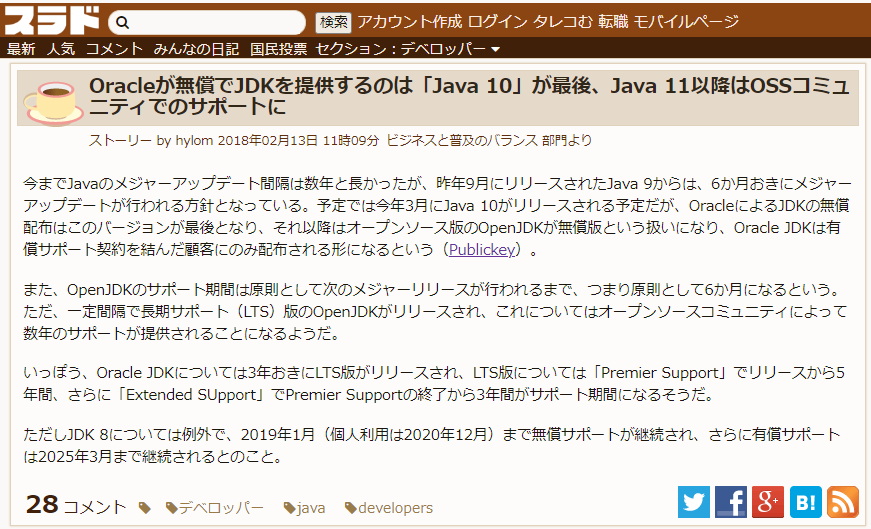 スラド 検索 アカウント作成 ログイン タレコむ 転職 モバイルページ
最新 人気 コメント みんなの日記 国民投票 セクション : デベロッパー
Oracleが無償でJDKを提供するのは「Java 10」が最後、Java 11以降はOSSコミュ
ニティでのサポートに
ストーリー by hylom 2018年02月13日 11時09分 ビジネスと普及のバランス 部門より
今までJavaのメジャーアップデート間隔は数年と長かったが、昨年9月にリリースされたJava 9からは、6か月おきにメジャー
アップデートが行われる方針となっている。予定では今年3月にJava 10がリリースされる予定だが、OracleによるJDKの無償
配布はこのバージョンが最後となり、それ以降はオープンソース版のOpenJDKが無償版という扱いになり、Oracle JDKは有
償サポート契約を結んだ顧客にのみ配布される形になるという（Publickey）。
また、OpenJDKのサポート期間は原則として次のメジャーリリースが行われるまで、つまり原則として6か月になるという。
ただ、一定間隔で長期サポート（LTS）版のOpenJDKがリリースされ、これについてはオープンソースコミュニティによって
数年のサポートが提供されることになるようだ。
いっぽう、Oracle JDKについては3年おきにLTS版がリリースされ、LTS版については「Premier Support」でリリースから5
年間、さらに「Extended SUpport」でPremier Supportの終了から3年間がサポート期間になるそうだ。
ただしJDK 8については例外で、2019年1月（個人利用は2020年12月）まで無償サポートが継続され、さらに有償サポート
は2025年3月まで継続されるとのこと。
28 コメント デベロッパー java developers f g+ B!